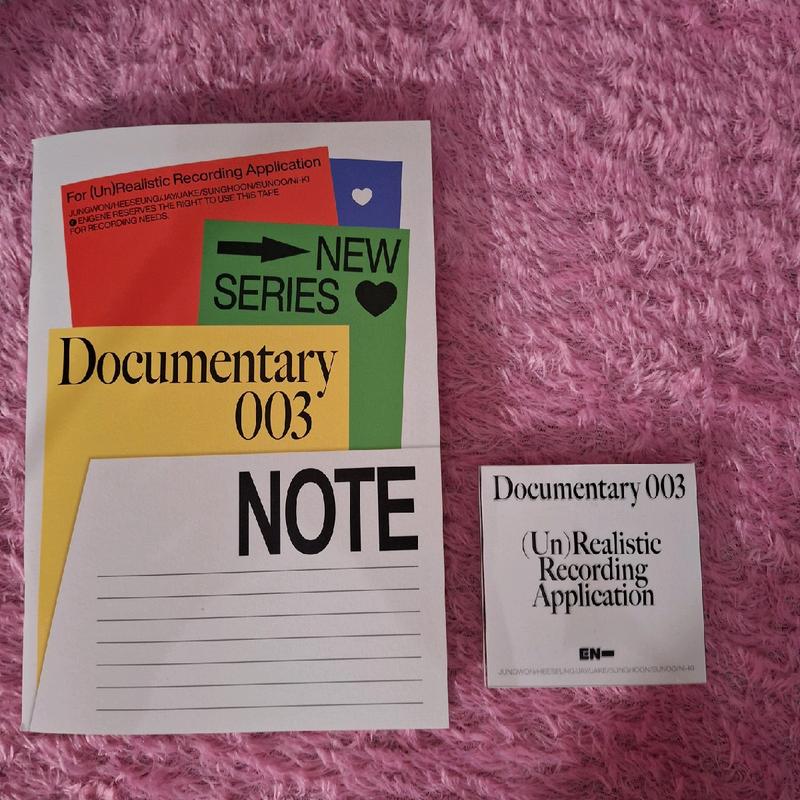 For (Un)Realistic Recording Application
JUNGWON/HEESEUNG/JAY/JAKE/SUNGHOON/SUNOO/NI-KI
ENGENE RESERVES THE RIGHT TO USE THIS TAPE
FOR RECORDING NEEDS.
NEW
SERIES
Documentary
003
NOTE
Documentary 003
(Un)Realistic
Recording
Application
EN-
JUNGWON/HEESEUNG/JAY/JAKE/SUNGHOON/SUNOO/NI-KI